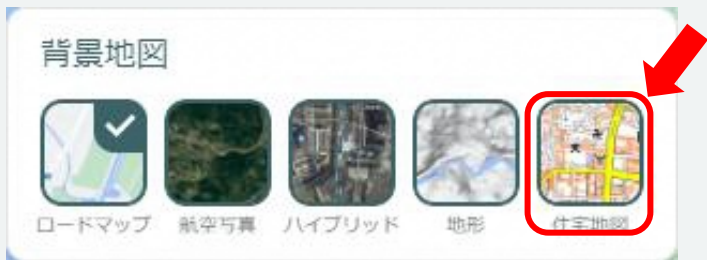 背景地図
ロードマップ
航空写真
ハイブリッド
地形
住宅地図